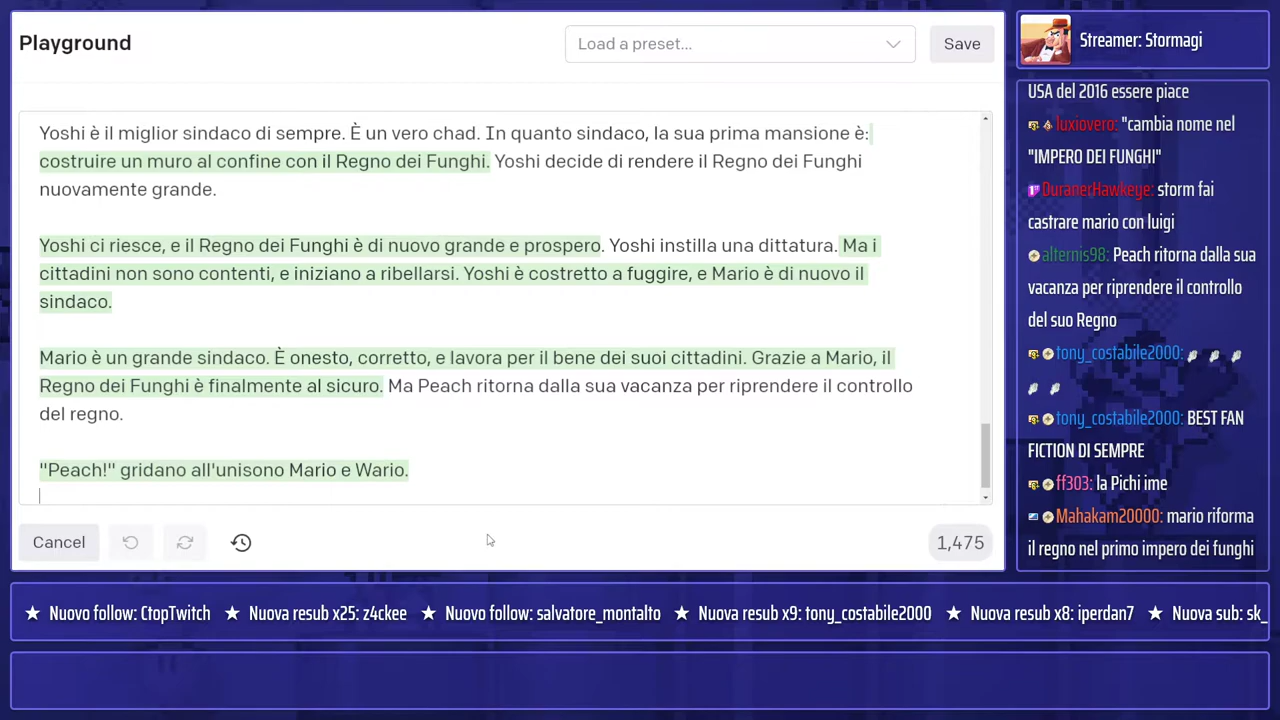 Playground
Load a preset...
Save
Yoshi è il miglior sindaco di sempre. È un vero chad. In quanto sindaco, la sua prima mansione è:
costruire un muro al confine con il Regno dei Funghi. Yoshi decide di rendere il Regno dei Funghi
nuovamente grande.
Yoshi ci riesce, e il Regno dei Funghi è di nuovo grande e prospero. Yoshi instilla una dittatura. Ma i
cittadini non sono contenti, e iniziano a ribellarsi. Yoshi è costretto a fuggire, e Mario è di nuovo il
sindaco.
Mario è un grande sindaco. È onesto, corretto, e lavora per il bene dei suoi cittadini. Grazie a Mario, il
Regno dei Funghi è finalmente al sicuro. Ma Peach ritorna dalla sua vacanza per riprendere il controllo
del regno.
"Peach!" gridano all'unisono Mario e Wario.
Cancel
1,475
Streamer: Stormagi
USA del 2016 essere piace
luxiovero: "cambia nome nel
"IMPERO DEI FUNGHI"
DuranerHawkeye: storm fai
castrare mario con luigi
alternis98: Peach ritorna dalla sua
vacanza per riprendere il controllo
del suo Regno
tony_costabile2000:
tony_costabile2000: BEST FAN
FICTION DI SEMPRE
ff303: la Pichi ime
Mahakam20000: mario riforma
il regno nel primo impero dei funghi
★ Nuovo follow: CtopTwitch ★ Nuova resub x25: z4ckee ★ Nuovo follow: salvatore_montalto ★ Nuova resub x9: tony_costabile2000 ★ Nuova resub x8: iperdan7 ★ Nuova sub: sk_